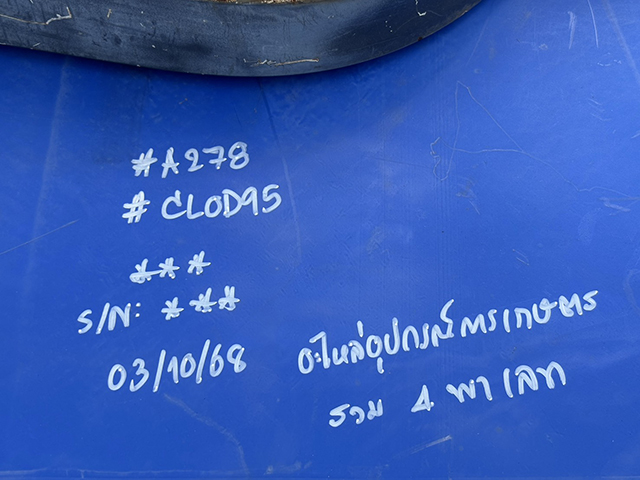 #A278
# CLOD95
***
S/N: ***
03/10/68
อะไหล่อุปกรณ์การเกษตร
รวม 4 พาเลท